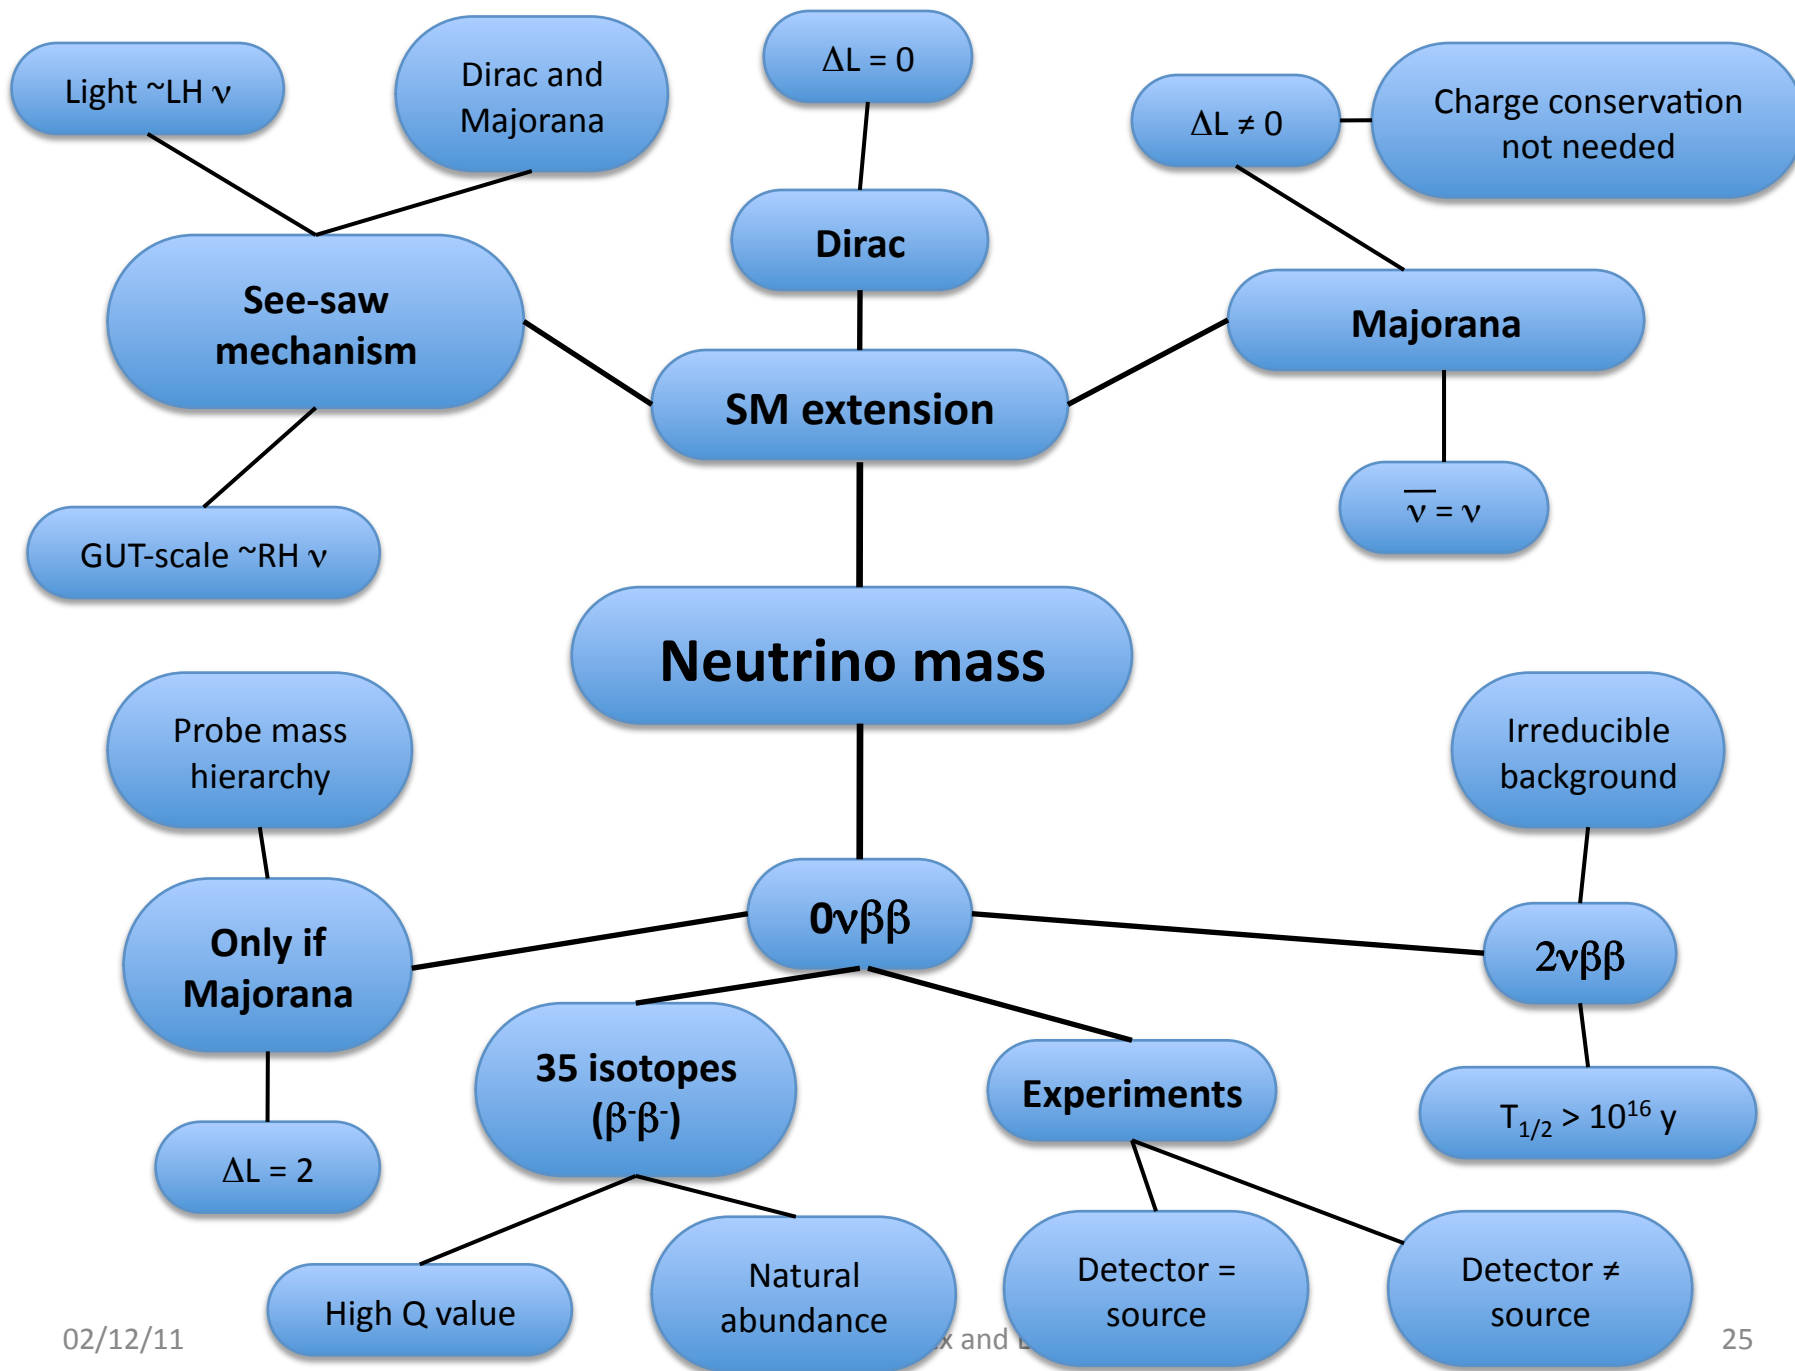 Light ~LH ν
Dirac and
Majorana
ΔL = 0
ΔL ≠ 0
Charge conservation
not needed
See-saw
mechanism
Dirac
Majorana
SM extension
ν̅ = ν
GUT-scale ~RH ν
Neutrino mass
Probe mass
hierarchy
Irreducible
background
Only if
Majorana
0νββ
2νββ
35 isotopes
(β⁻β⁻)
Experiments
T₁/₂ > 10¹⁶ y
ΔL = 2
High Q value
Natural
abundance
Detector =
source
Detector ≠
source
02/12/11
and
25